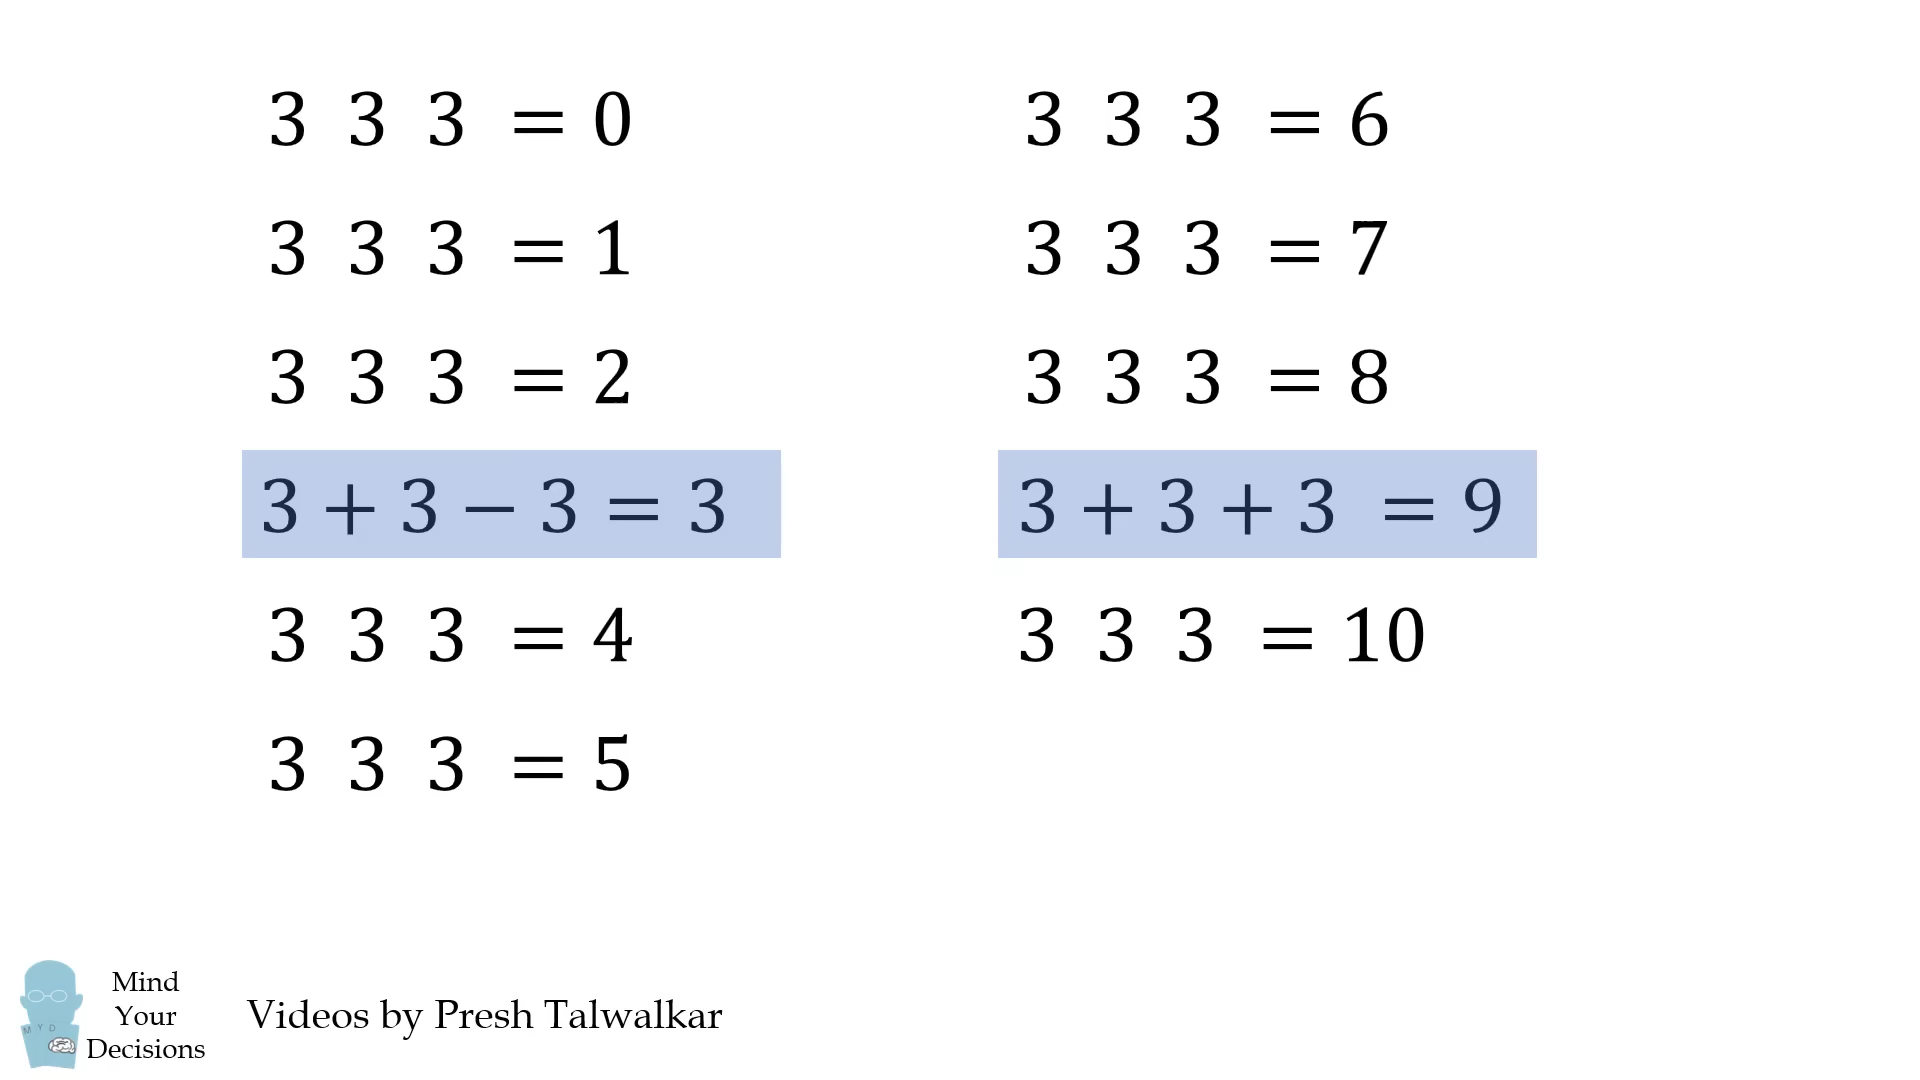 3 3 3 = 0
3 3 3 = 1
3 3 3 = 2
3 + 3 − 3 = 3
3 3 3 = 4
3 3 3 = 5
3 3 3 = 6
3 3 3 = 7
3 3 3 = 8
3 + 3 + 3 = 9
3 3 3 = 10
M Y D
Mind
Your
Decisions
Videos by Presh Talwalkar